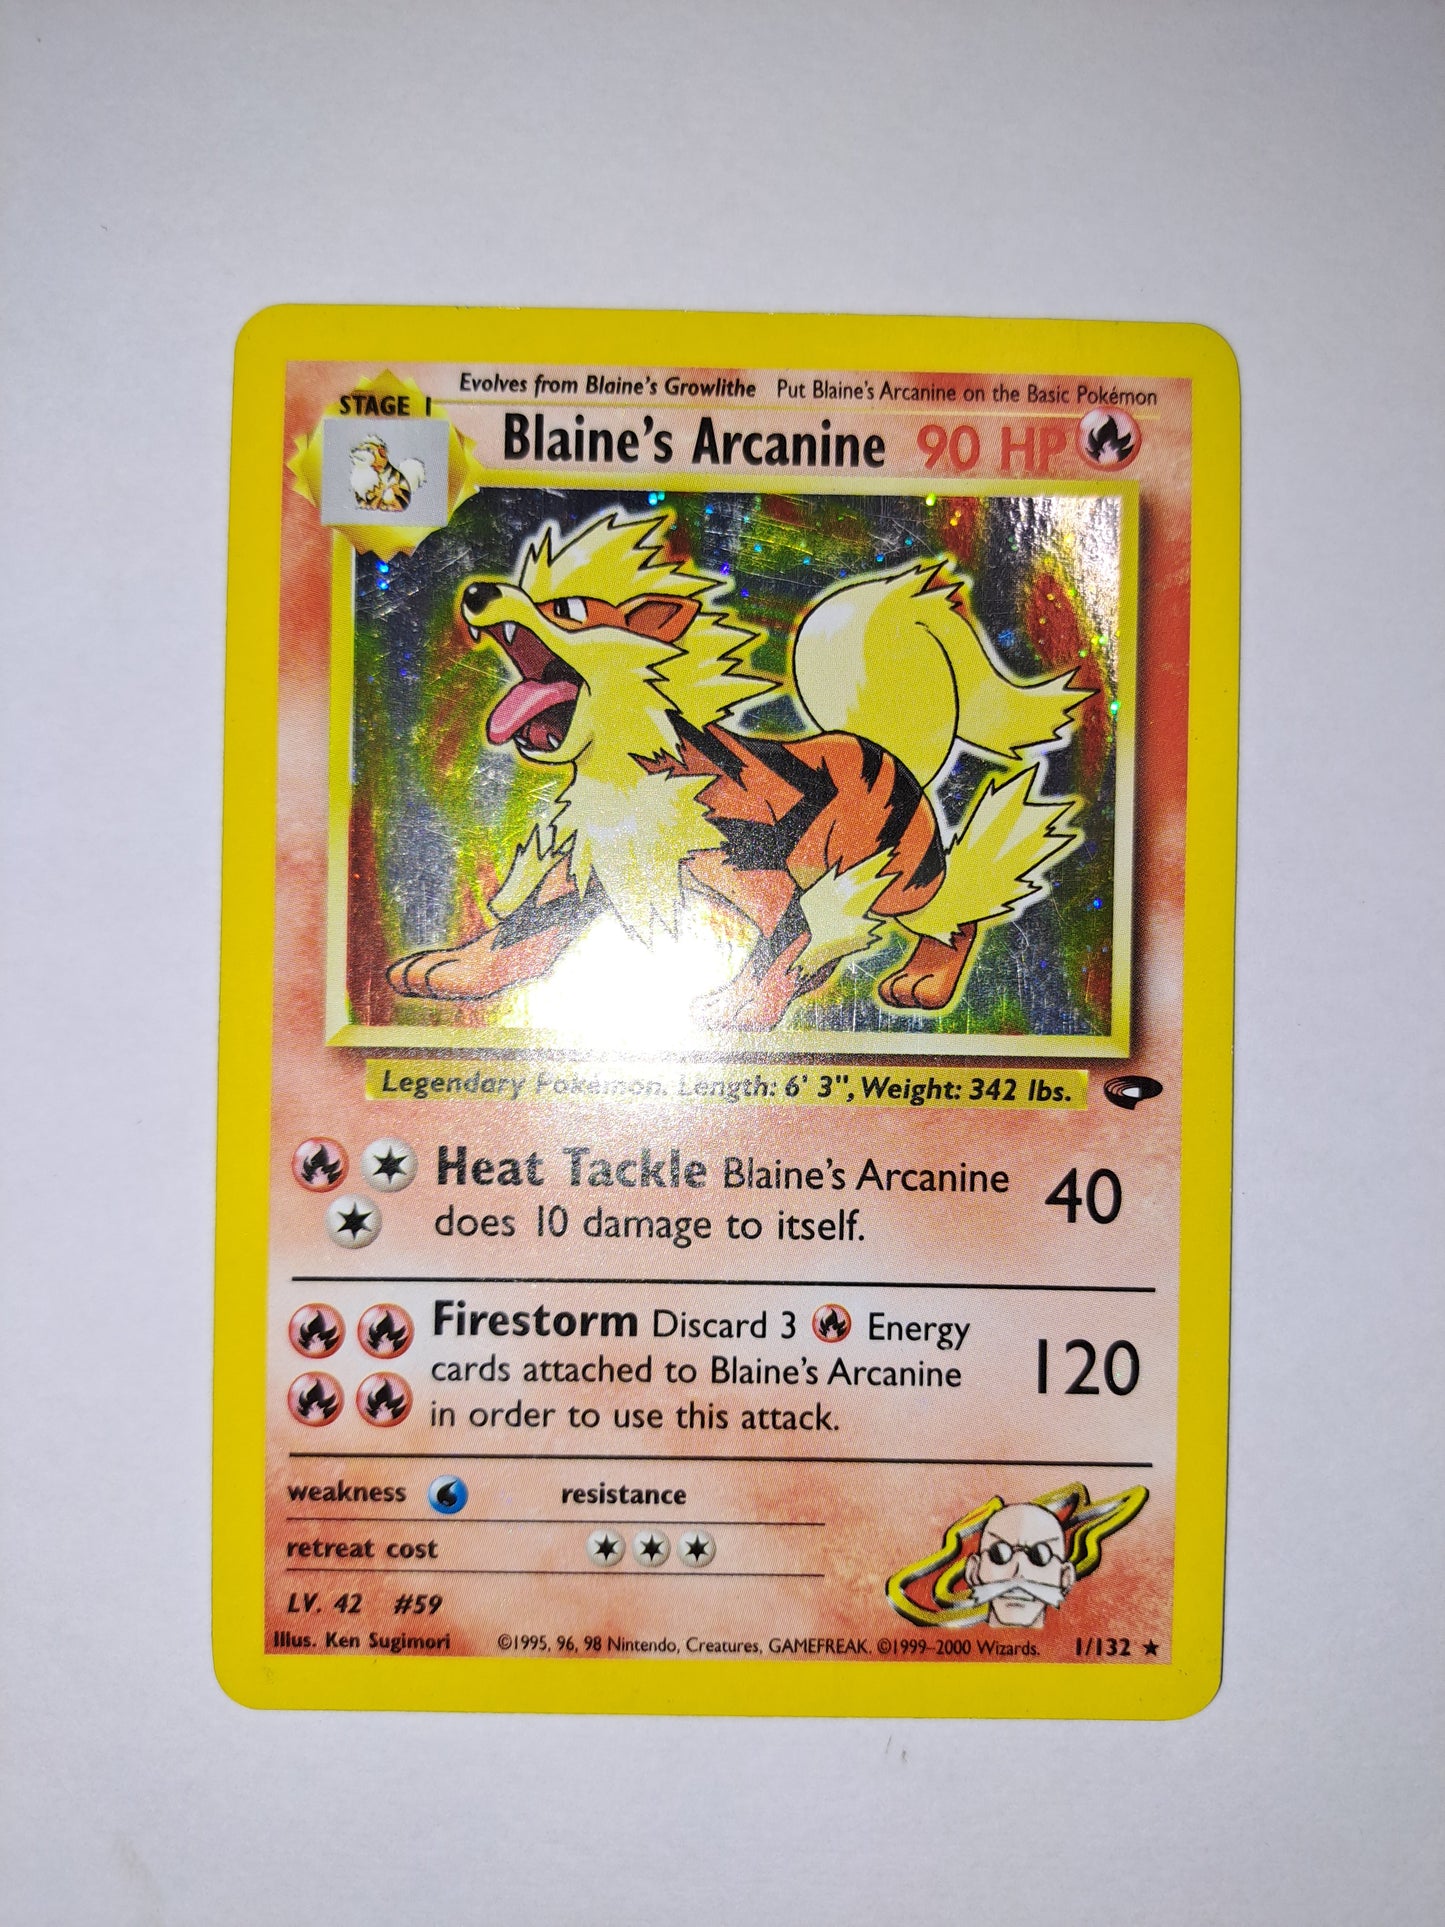 Evolves from Blaine's Growlithe Put Blaine's Arcanine on the Basic Pokémon
STAGE 1
Blaine's Arcanine 90 HP
Legendary Pokémon. Length: 6' 3", Weight: 342 lbs.
Heat Tackle Blaine's Arcanine
does 10 damage to itself.
40
Firestorm Discard 3 Energy
cards attached to Blaine's Arcanine
in order to use this attack.
120
weakness resistance
retreat cost
LV. 42 #59
Illus. Ken Sugimori ©1995, 96, 98 Nintendo, Creatures, GAMEFREAK. ©1999–2000 Wizards. 1/132 ★